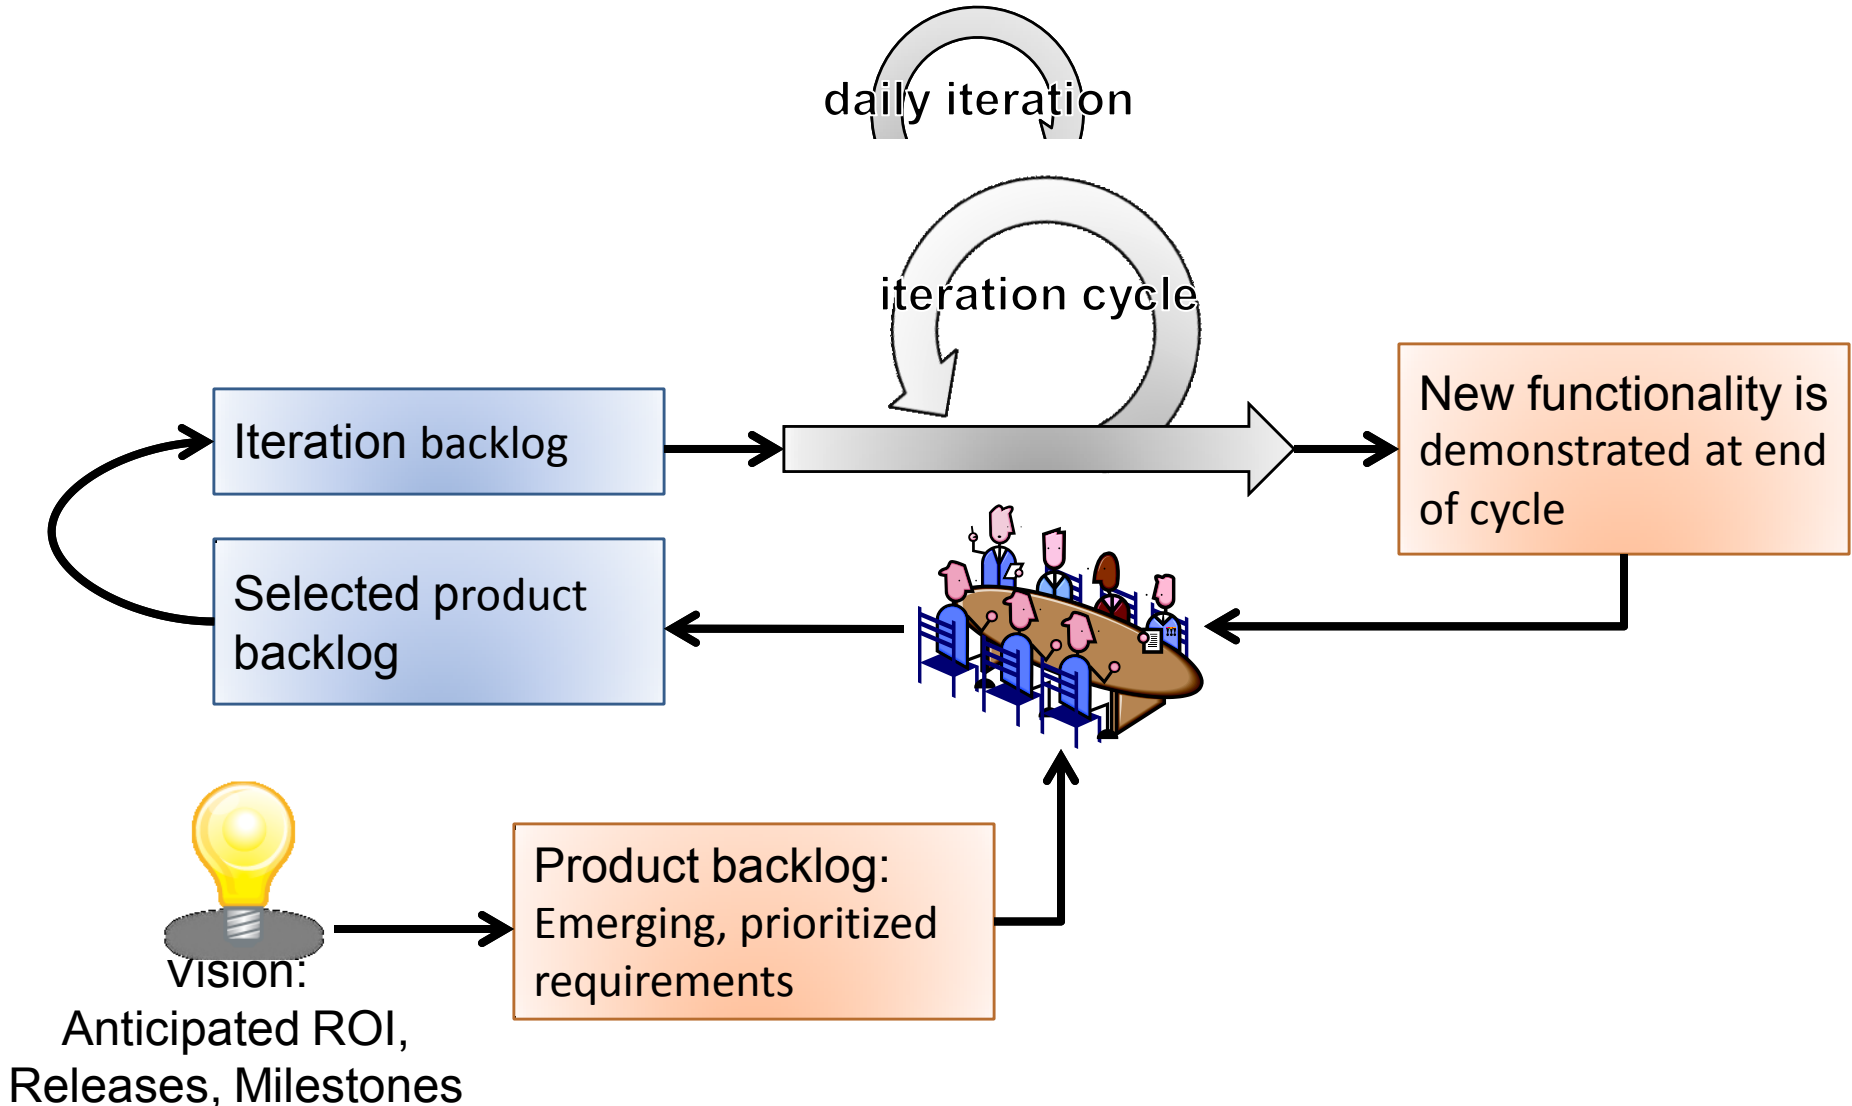 daily iteration
iteration cycle
Iteration backlog
New functionality is
demonstrated at end
of cycle
Selected product
backlog
Product backlog:
Emerging, prioritized
requirements
Vision:
Anticipated ROI,
Releases, Milestones